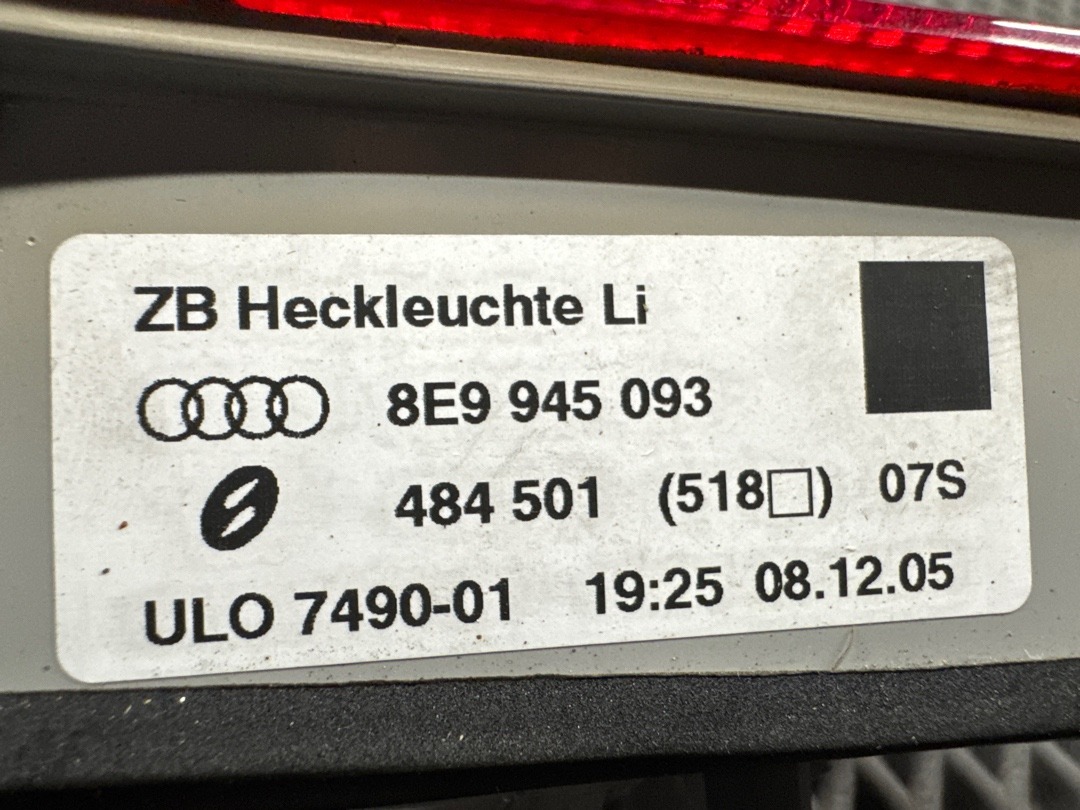 ZB Heckleuchte Li
8E9 945 093
484 501 (518□) 07S
ULO 7490-01 19:25 08.12.05